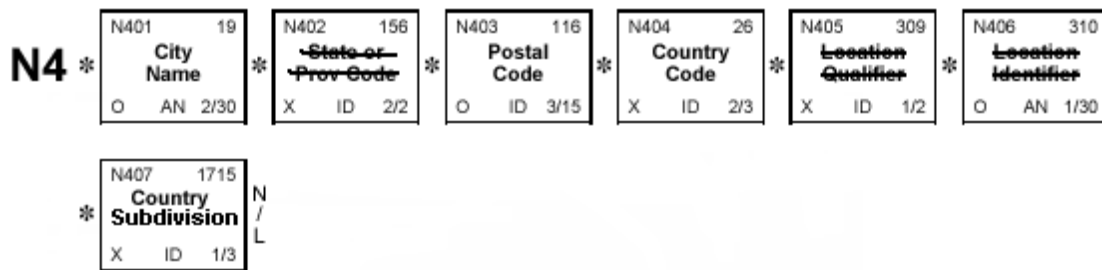 N401 19 N402 156 N403 116 N404 26 N405 309 N406 310
N4 * City Name * State or Prov Code * Postal Code * Country Code * Location Qualifier * Location Identifier
O AN 2/30 X ID 2/2 O ID 3/15 X ID 2/3 X ID 1/2 O AN 1/30
N407 1715
* Country Subdivision N / L
X ID 1/3